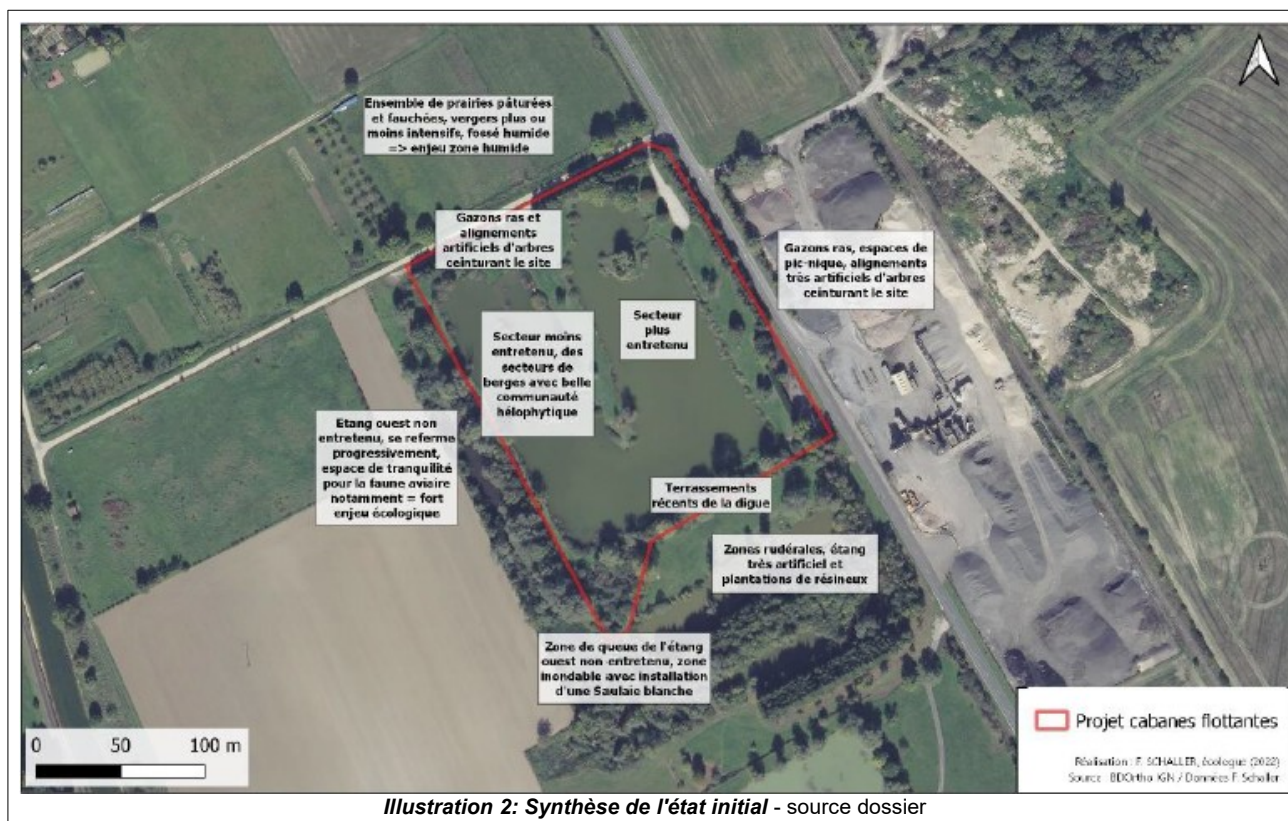 Ensemble de prairies pâturées
et fauchées, vergers plus ou
moins intensifs, fossé humide
=> enjeu zone humide
Gazons ras et
alignements
artificiels d'arbres
ceinturant le site
Gazons ras, espaces de
pic-nique, alignements
très artificiels d'arbres
ceinturant le site
Secteur
plus
entretenu
Secteur moins
entretenu, des
secteurs de
berges avec belle
communauté
hélophytique
Etang ouest non
entretenu, se referme
progressivement,
espace de tranquilité
pour la faune aviaire
notamment = fort
enjeu écologique
Terrassements
récents de la digue
Zones rudérales, étang
très artificiel et
plantations de résineux
Zone de queue de l'étang
ouest non-entretenu, zone
inondable avec installation
d'une Saulaie blanche
0 50 100 m
Projet cabanes flottantes
Réalisation : F. SCHALLER, écologue (2022)
Source : BDOrtho IGN / Données F. Schaller
Illustration 2: Synthèse de l'état initial - source dossier